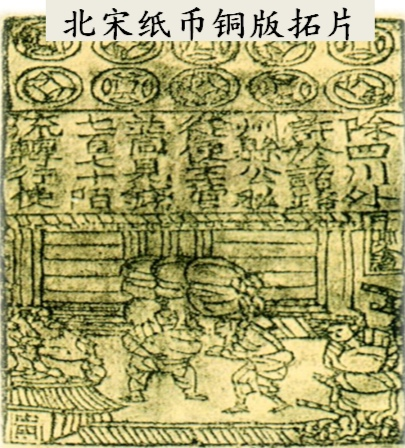 北宋纸币铜版拓片
除四川外
許於諸路
州縣公私
從便主管
並同見錢
七百七十陌
流轉行使